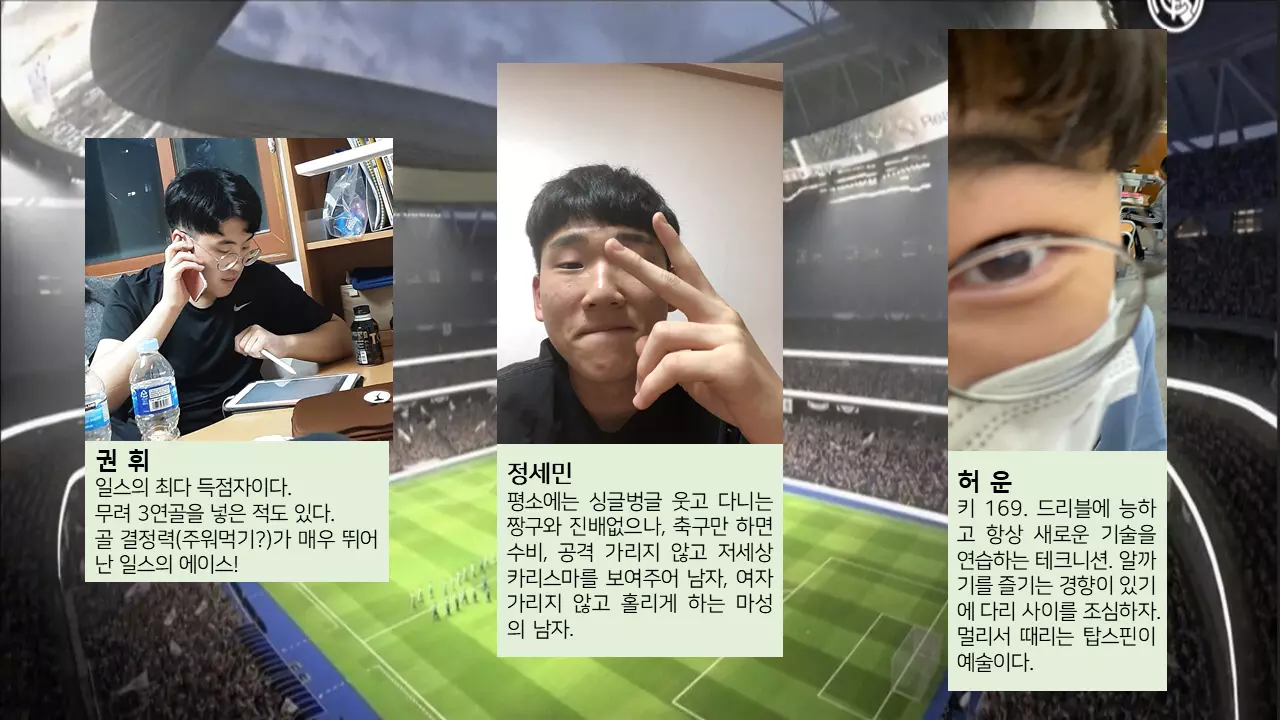 권 휘
일스의 최다 득점자이다.
무려 3연골을 넣은 적도 있다.
골 결정력(주워먹기?)가 매우 뛰어
난 일스의 에이스!
정세민
평소에는 싱글벙글 웃고 다니는
짱구와 진배없으나, 축구만 하면
수비, 공격 가리지 않고 저세상
카리스마를 보여주어 남자, 여자
가리지 않고 홀리게 하는 마성
의 남자.
허 운
키 169. 드리블에 능하
고 항상 새로운 기술을
연습하는 테크니션. 알까
기를 즐기는 경향이 있기
에 다리 사이를 조심하자.
멀리서 때리는 탑스핀이
예술이다.